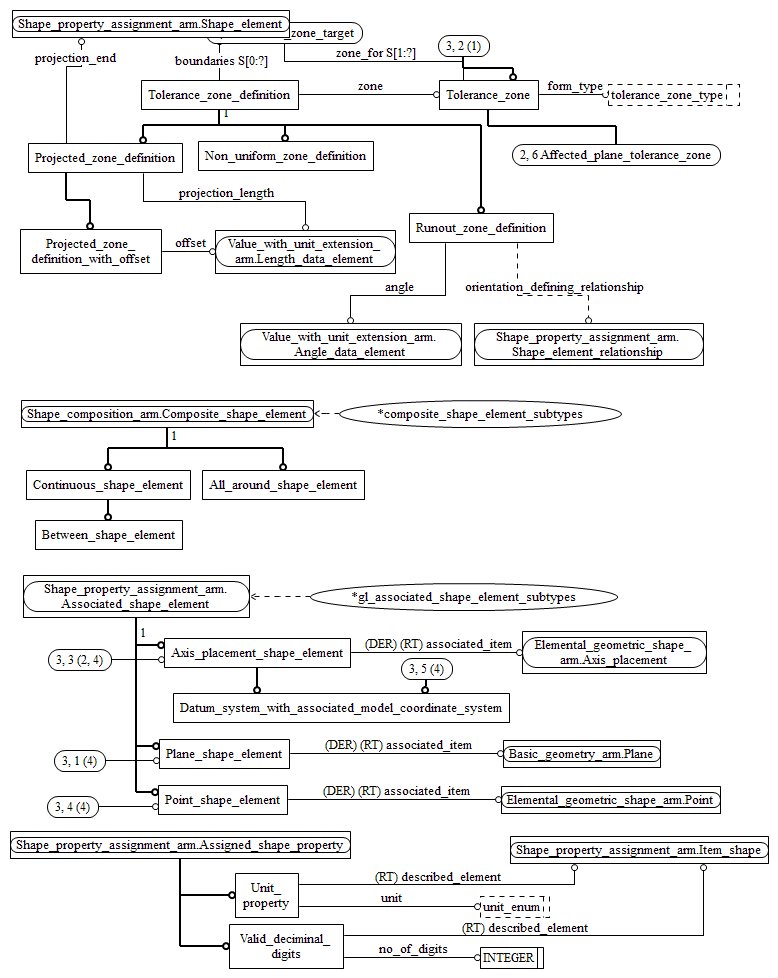 Shape_property_assignment_arm.Shape_element
_zone_target
projection_end
boundaries S[0:?]
zone_for S[1:?]
3, 2 (1)
Tolerance_zone_definition
zone
Tolerance_zone
form_type
tolerance_zone_type
1
Projected_zone_definition
Non_uniform_zone_definition
2, 6 Affected_plane_tolerance_zone
projection_length
Runout_zone_definition
Projected_zone_
definition_with_offset
offset
Value_with_unit_extension_
arm.Length_data_element
angle
orientation_defining_relationship
Value_with_unit_extension_arm.
Angle_data_element
Shape_property_assignment_arm.
Shape_element_relationship
Shape_composition_arm.Composite_shape_element
*composite_shape_element_subtypes
1
Continuous_shape_element
All_around_shape_element
Between_shape_element
Shape_property_assignment_arm.
Associated_shape_element
*gl_associated_shape_element_subtypes
1
3, 3 (2, 4)
Axis_placement_shape_element
(DER) (RT) associated_item
Elemental_geometric_shape_
arm.Axis_placement
3, 5 (4)
Datum_system_with_associated_model_coordinate_system
3, 1 (4)
Plane_shape_element
(DER) (RT) associated_item
Basic_geometry_arm.Plane
3, 4 (4)
Point_shape_element
(DER) (RT) associated_item
Elemental_geometric_shape_arm.Point
Shape_property_assignment_arm.Assigned_shape_property
Shape_property_assignment_arm.Item_shape
Unit_
property
(RT) described_element
unit
unit_enum
Valid_deciminal_
digits
(RT) described_element
no_of_digits
INTEGER